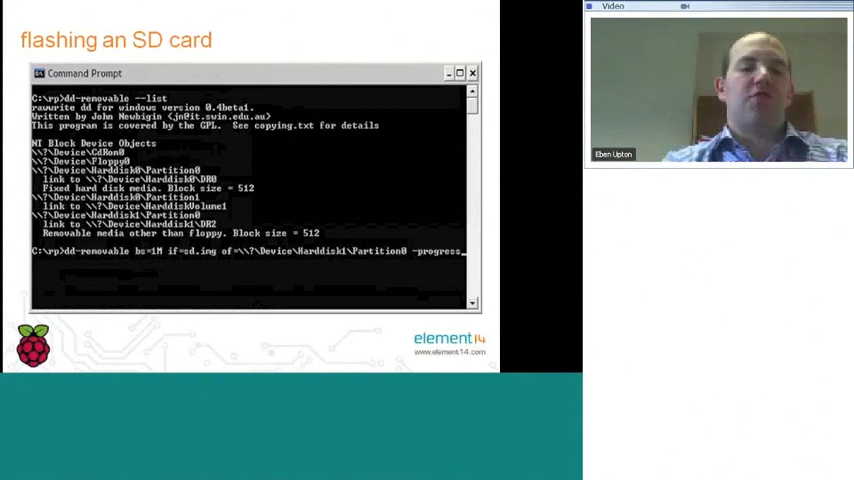 flashing an SD card
Command Prompt
C:\rp>dd-removable --list
rawwrite dd for windows version 0.4beta1.
Written by John Newbigin <jn@it.swin.edu.au>
This program is covered by the GPL.  See copying.txt for details
NT Block Device Objects
\\?\Device\CdRom0
\\?\Device\Floppy0
\\?\Device\Harddisk0\Partition0
link to \\?\Device\Harddisk0\DR0
Fixed hard disk media. Block size = 512
\\?\Device\Harddisk0\Partition1
link to \\?\Device\HarddiskVolume1
\\?\Device\Harddisk1\Partition0
link to \\?\Device\Harddisk1\DR2
Removable media other than floppy. Block size = 512
C:\rp>dd-removable bs=1M if=sd.img of=\\?\Device\Harddisk1\Partition0 -progress_
element14
www.element14.com
Video
Eben Upton